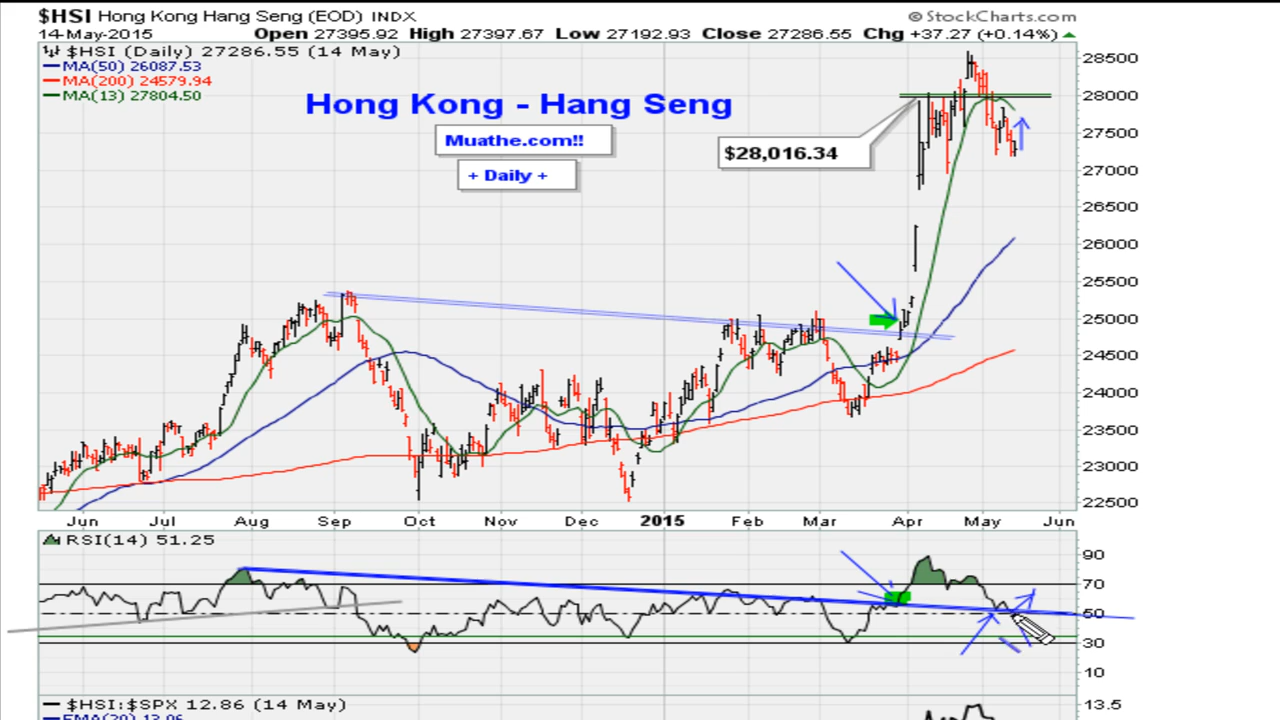 $HSI Hong Kong Hang Seng (EOD) INDX
© StockCharts.com
14-May-2015 Open 27395.92 High 27397.67 Low 27192.93 Close 27286.55 Chg +37.27 (+0.14%)
$HSI (Daily) 27286.55 (14 May)
MA(50) 26087.53
MA(200) 24579.94
MA(13) 27804.50
Hong Kong - Hang Seng
Muathe.com!!
+ Daily +
$28,016.34
28500
28000
27500
27000
26500
26000
25500
25000
24500
24000
23500
23000
22500
Jun Jul Aug Sep Oct Nov Dec 2015 Feb Mar Apr May Jun
RSI(14) 51.25
90
70
50
30
10
$HSI:$SPX 12.86 (14 May)
13.5
EMA(20) 13.06